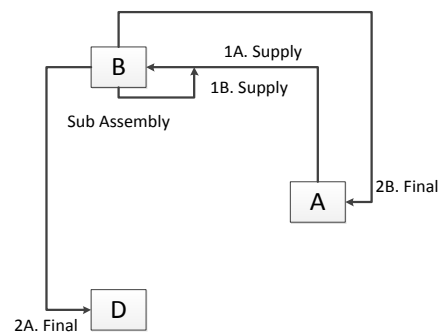 1A. Supply
B
1B. Supply
Sub Assembly
A
2B. Final
D
2A. Final